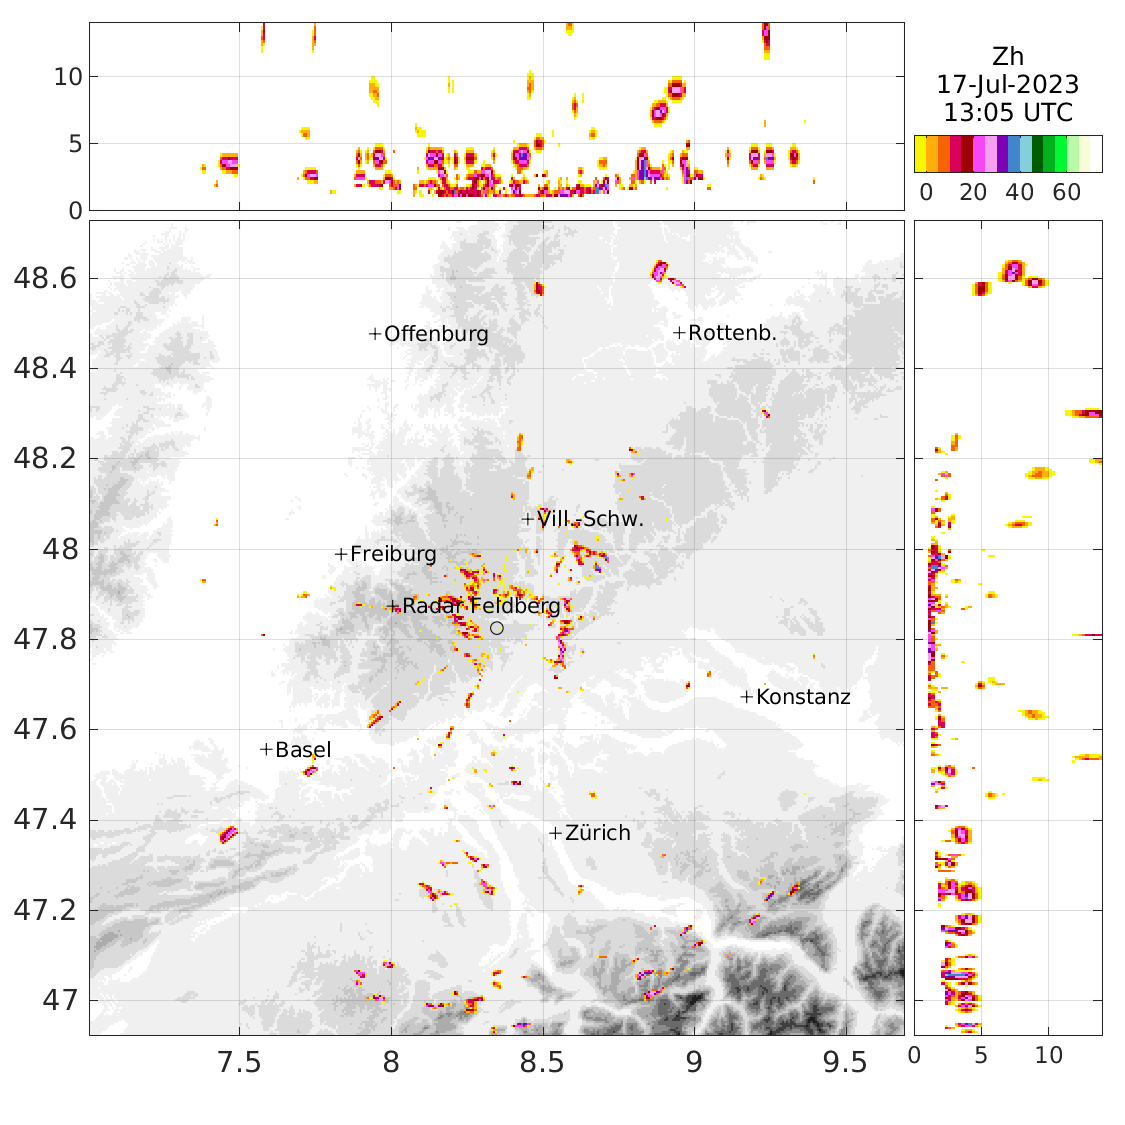 10
5
0
Zh
17-Jul-2023
13:05 UTC
0 20 40 60
48.6
48.4
48.2
48
47.8
47.6
47.4
47.2
47
+Offenburg
+Rottenb.
+Vill.-Schw.
+Freiburg
+Radar Feldberg
+Konstanz
+Basel
+Zürich
7.5 8 8.5 9 9.5
0 5 10